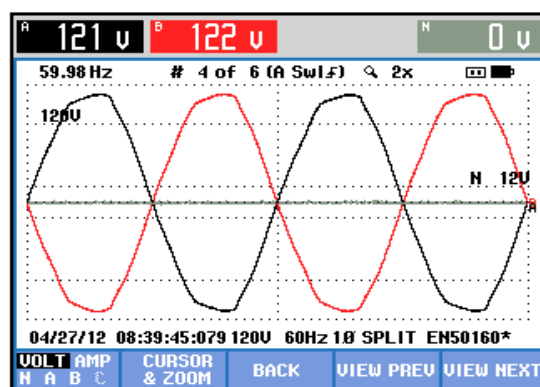 A 121 V B 122 V N 0 V
59.98 Hz # 4 of 6 (A Swl) 2x
120V
N 12V
B
A
04/27/12 08:39:45:079 120V 60Hz 1Ø SPLIT EN50160*
VOLT AMP CURSOR BACK VIEW PREV VIEW NEXT
N A B C & ZOOM